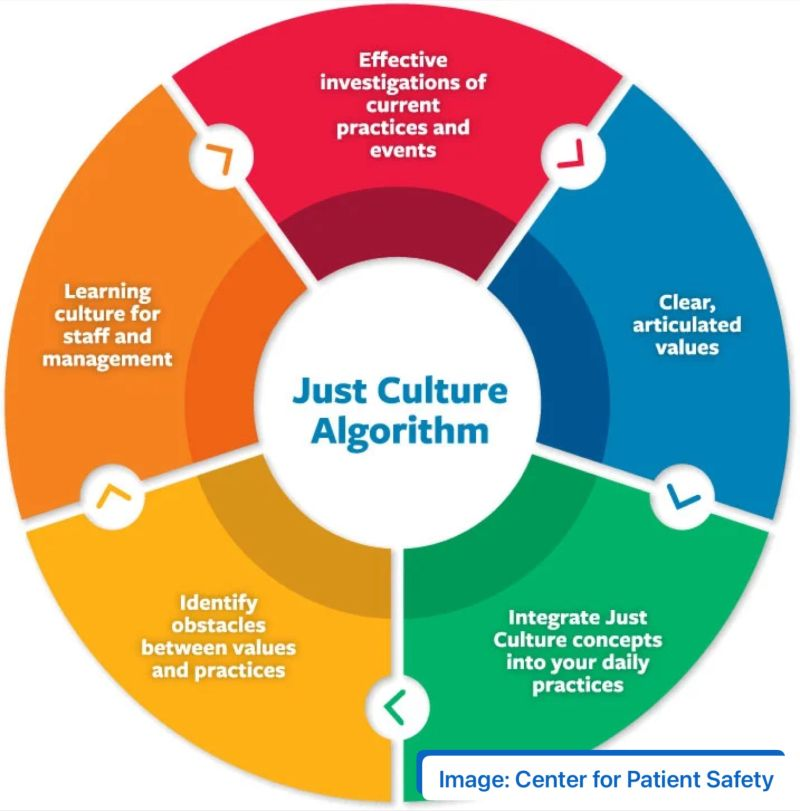 Effective
investigations of
current
practices and
events
Clear,
articulated
values
Integrate Just
Culture concepts
into your daily
practices
Identify
obstacles
between values
and practices
Learning
culture for
staff and
management
Just Culture
Algorithm
Image: Center for Patient Safety